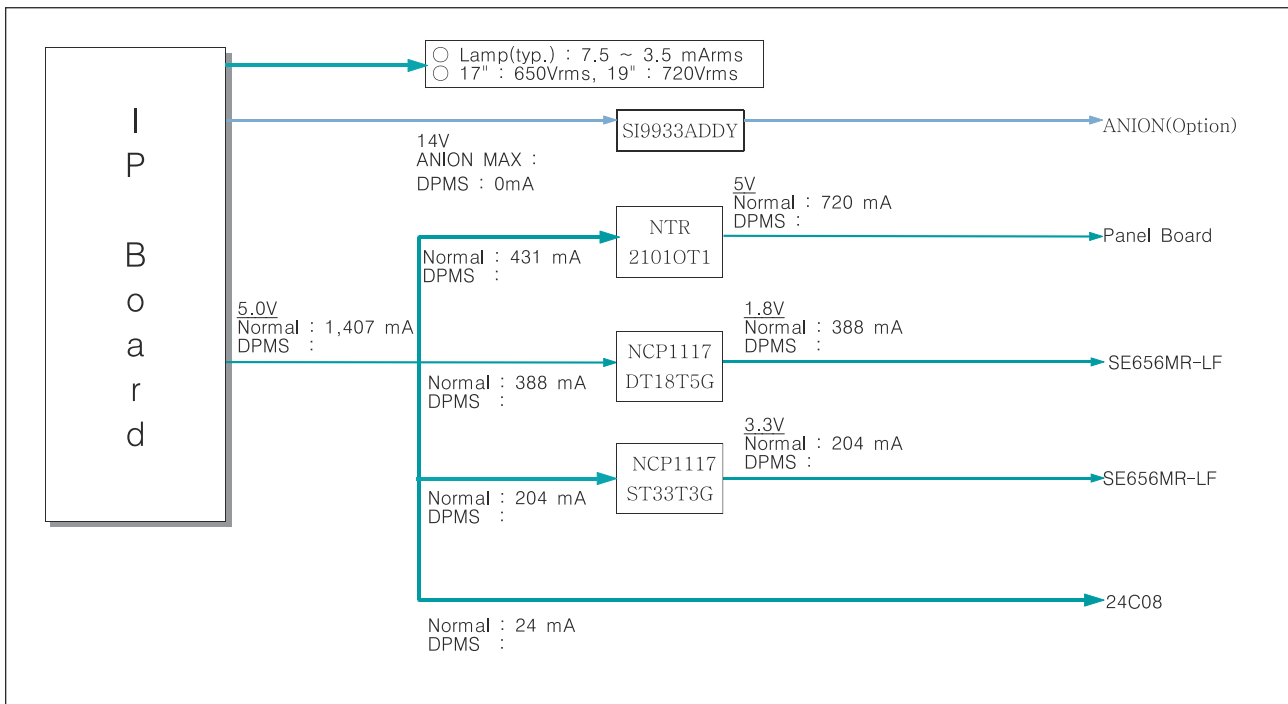 IP Board
○ Lamp(typ.) : 7.5 ~ 3.5 mArms
○ 17" : 650Vrms, 19" : 720Vrms
14V
ANION MAX :
DPMS : 0mA
SI9933ADDY
ANION(Option)
5.0V
Normal : 1,407 mA
DPMS :
Normal : 431 mA
DPMS :
NTR
2101OT1
5V
Normal : 720 mA
DPMS :
Panel Board
Normal : 388 mA
DPMS :
NCP1117
DT18T5G
1.8V
Normal : 388 mA
DPMS :
SE656MR-LF
Normal : 204 mA
DPMS :
NCP1117
ST33T3G
3.3V
Normal : 204 mA
DPMS :
SE656MR-LF
Normal : 24 mA
DPMS :
24C08